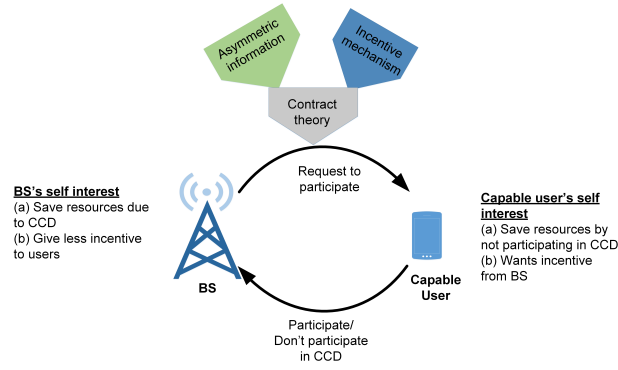 Asymmetric
information
Incentive
mechanism
Contract
theory
Request to
participate
BS's self interest
(a) Save resources due
to CCD
(b) Give less incentive
to users
BS
Capable user's self
interest
(a) Save resources by
not participating in CCD
(b) Wants incentive
from BS
Capable
User
Participate/
Don't participate
in CCD